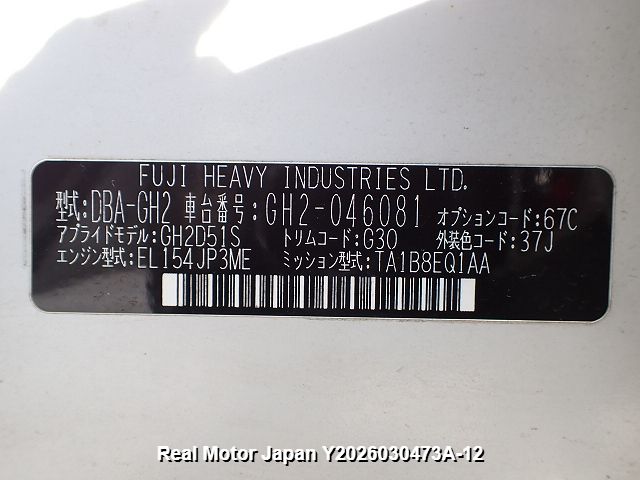 FUJI HEAVY INDUSTRIES LTD.
型式:DBA-GH2 車台番号:GH2-046081 オプションコード:67C
アプライドモデル:GH2D51S トリムコード:G30 外装色コード:37J
エンジン型式:EL154JP3ME ミッション型式:TA1B8EQ1AA
Real Motor Japan Y2026030473A-12